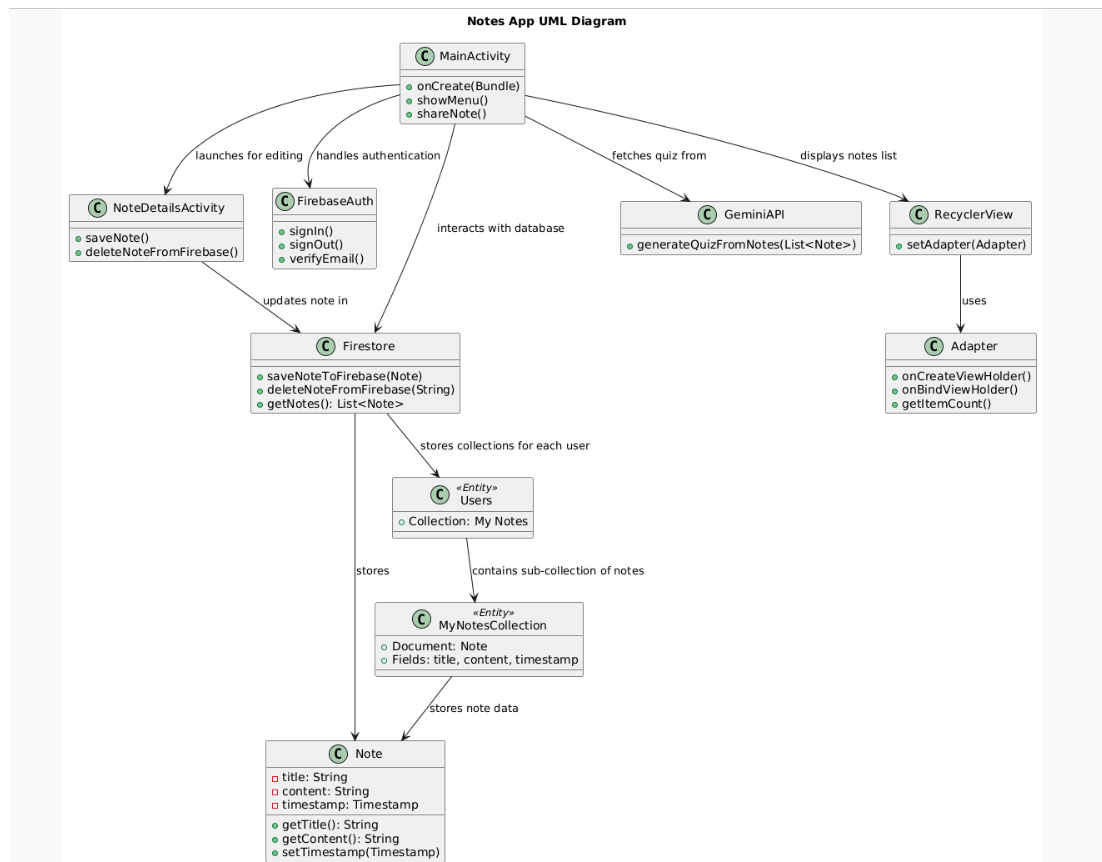 Notes App UML Diagram
C MainActivity
onCreate(Bundle)
showMenu()
shareNote()
launches for editing
handles authentication
interacts with database
fetches quiz from
displays notes list
C NoteDetailsActivity
saveNote()
deleteNoteFromFirebase()
C FirebaseAuth
signIn()
signOut()
verifyEmail()
C GeminiAPI
generateQuizFromNotes(List<Note>)
C RecyclerView
setAdapter(Adapter)
updates note in
uses
C Firestore
saveNoteToFirebase(Note)
deleteNoteFromFirebase(String)
getNotes(): List<Note>
C Adapter
onCreateViewHolder()
onBindViewHolder()
getItemCount()
stores collections for each user
C «Entity»
Users
Collection: My Notes
stores
contains sub-collection of notes
C «Entity»
MyNotesCollection
Document: Note
Fields: title, content, timestamp
stores note data
C Note
title: String
content: String
timestamp: Timestamp
getTitle(): String
getContent(): String
setTimestamp(Timestamp)